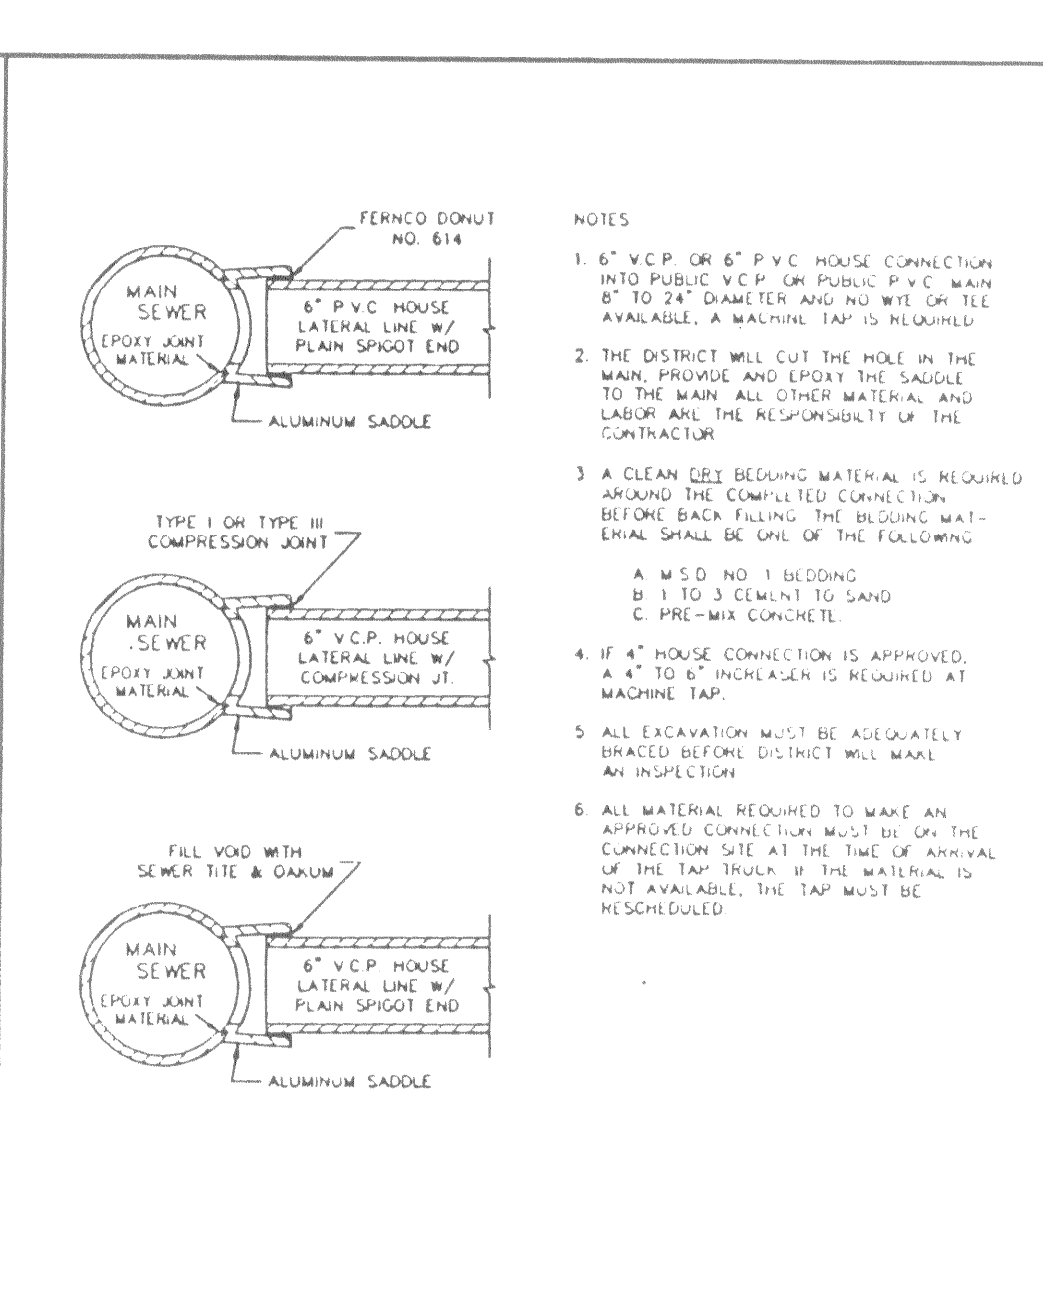 FERNCO DONUT
NO. 614
MAIN
SEWER
EPOXY JOINT
MATERIAL
6" P.V.C. HOUSE
LATERAL LINE W/
PLAIN SPIGOT END
ALUMINUM SADDLE
TYPE I OR TYPE III
COMPRESSION JOINT
MAIN
SEWER
EPOXY JOINT
MATERIAL
6" V.C.P. HOUSE
LATERAL LINE W/
COMPRESSION JT.
ALUMINUM SADDLE
FILL VOID WITH
SEWER TITE & OAKUM
MAIN
SEWER
EPOXY JOINT
MATERIAL
6" V.C.P. HOUSE
LATERAL LINE W/
PLAIN SPIGOT END
ALUMINUM SADDLE
NOTES
1. 6" V.C.P. OR 6" P.V.C. HOUSE CONNECTION
INTO PUBLIC V.C.P. OR PUBLIC P.V.C. MAIN
8" TO 24" DIAMETER AND NO WYE OR TEE
AVAILABLE, A MACHINE TAP IS REQUIRED
2. THE DISTRICT WILL CUT THE HOLE IN THE
MAIN, PROVIDE AND EPOXY THE SADDLE
TO THE MAIN. ALL OTHER MATERIAL AND
LABOR ARE THE RESPONSIBILTY OF THE
CONTRACTOR
3 A CLEAN DRY BEDDING MATERIAL IS REQUIRED
AROUND THE COMPLETED CONNECTION
BEFORE BACK FILLING. THE BEDDING MAT-
ERIAL SHALL BE ONE OF THE FOLLOWING
A. M.S.D. NO. 1 BEDDING
B. 1 TO 3 CEMENT TO SAND
C. PRE-MIX CONCRETE.
4. IF 4" HOUSE CONNECTION IS APPROVED,
A 4" TO 6" INCREASER IS REQUIRED AT
MACHINE TAP.
5 ALL EXCAVATION MUST BE ADEQUATELY
BRACED BEFORE DISTRICT WILL MAKE
AN INSPECTION
6. ALL MATERIAL REQUIRED TO MAKE AN
APPROVED CONNECTION MUST BE ON THE
CONNECTION SITE AT THE TIME OF ARRIVAL
OF THE TAP TRUCK. IF THE MATERIAL IS
NOT AVAILABLE, THE TAP MUST BE
RESCHEDULED.